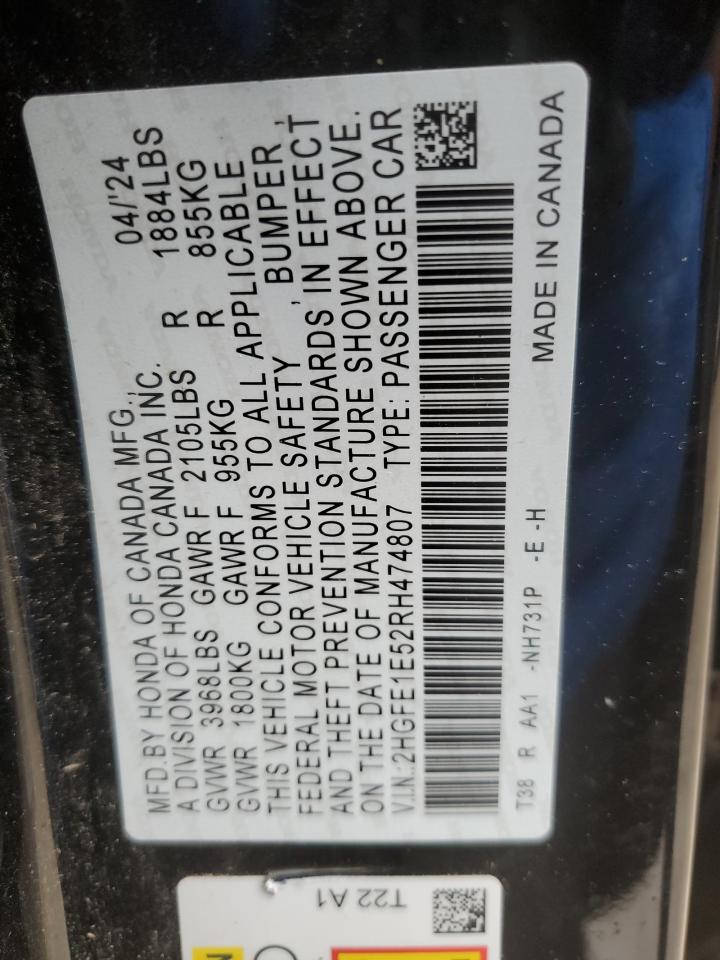 MFD.BY HONDA OF CANADA MFG., 04/'24
A DIVISION OF HONDA CANADA INC.
GVWR 3968LBS GAWR F 2105LBS R 1884LBS
GVWR 1800KG GAWR F 955KG R 855KG
THIS VEHICLE CONFORMS TO ALL APPLICABLE
FEDERAL MOTOR VEHICLE SAFETY , BUMPER ,
AND THEFT PREVENTION STANDARDS IN EFFECT
ON THE DATE OF MANUFACTURE SHOWN ABOVE.
V.I.N.:2HGFE1E52RH474807 TYPE: PASSENGER CAR
T38 R AA1 -NH731P -E -H MADE IN CANADA
T22 A1